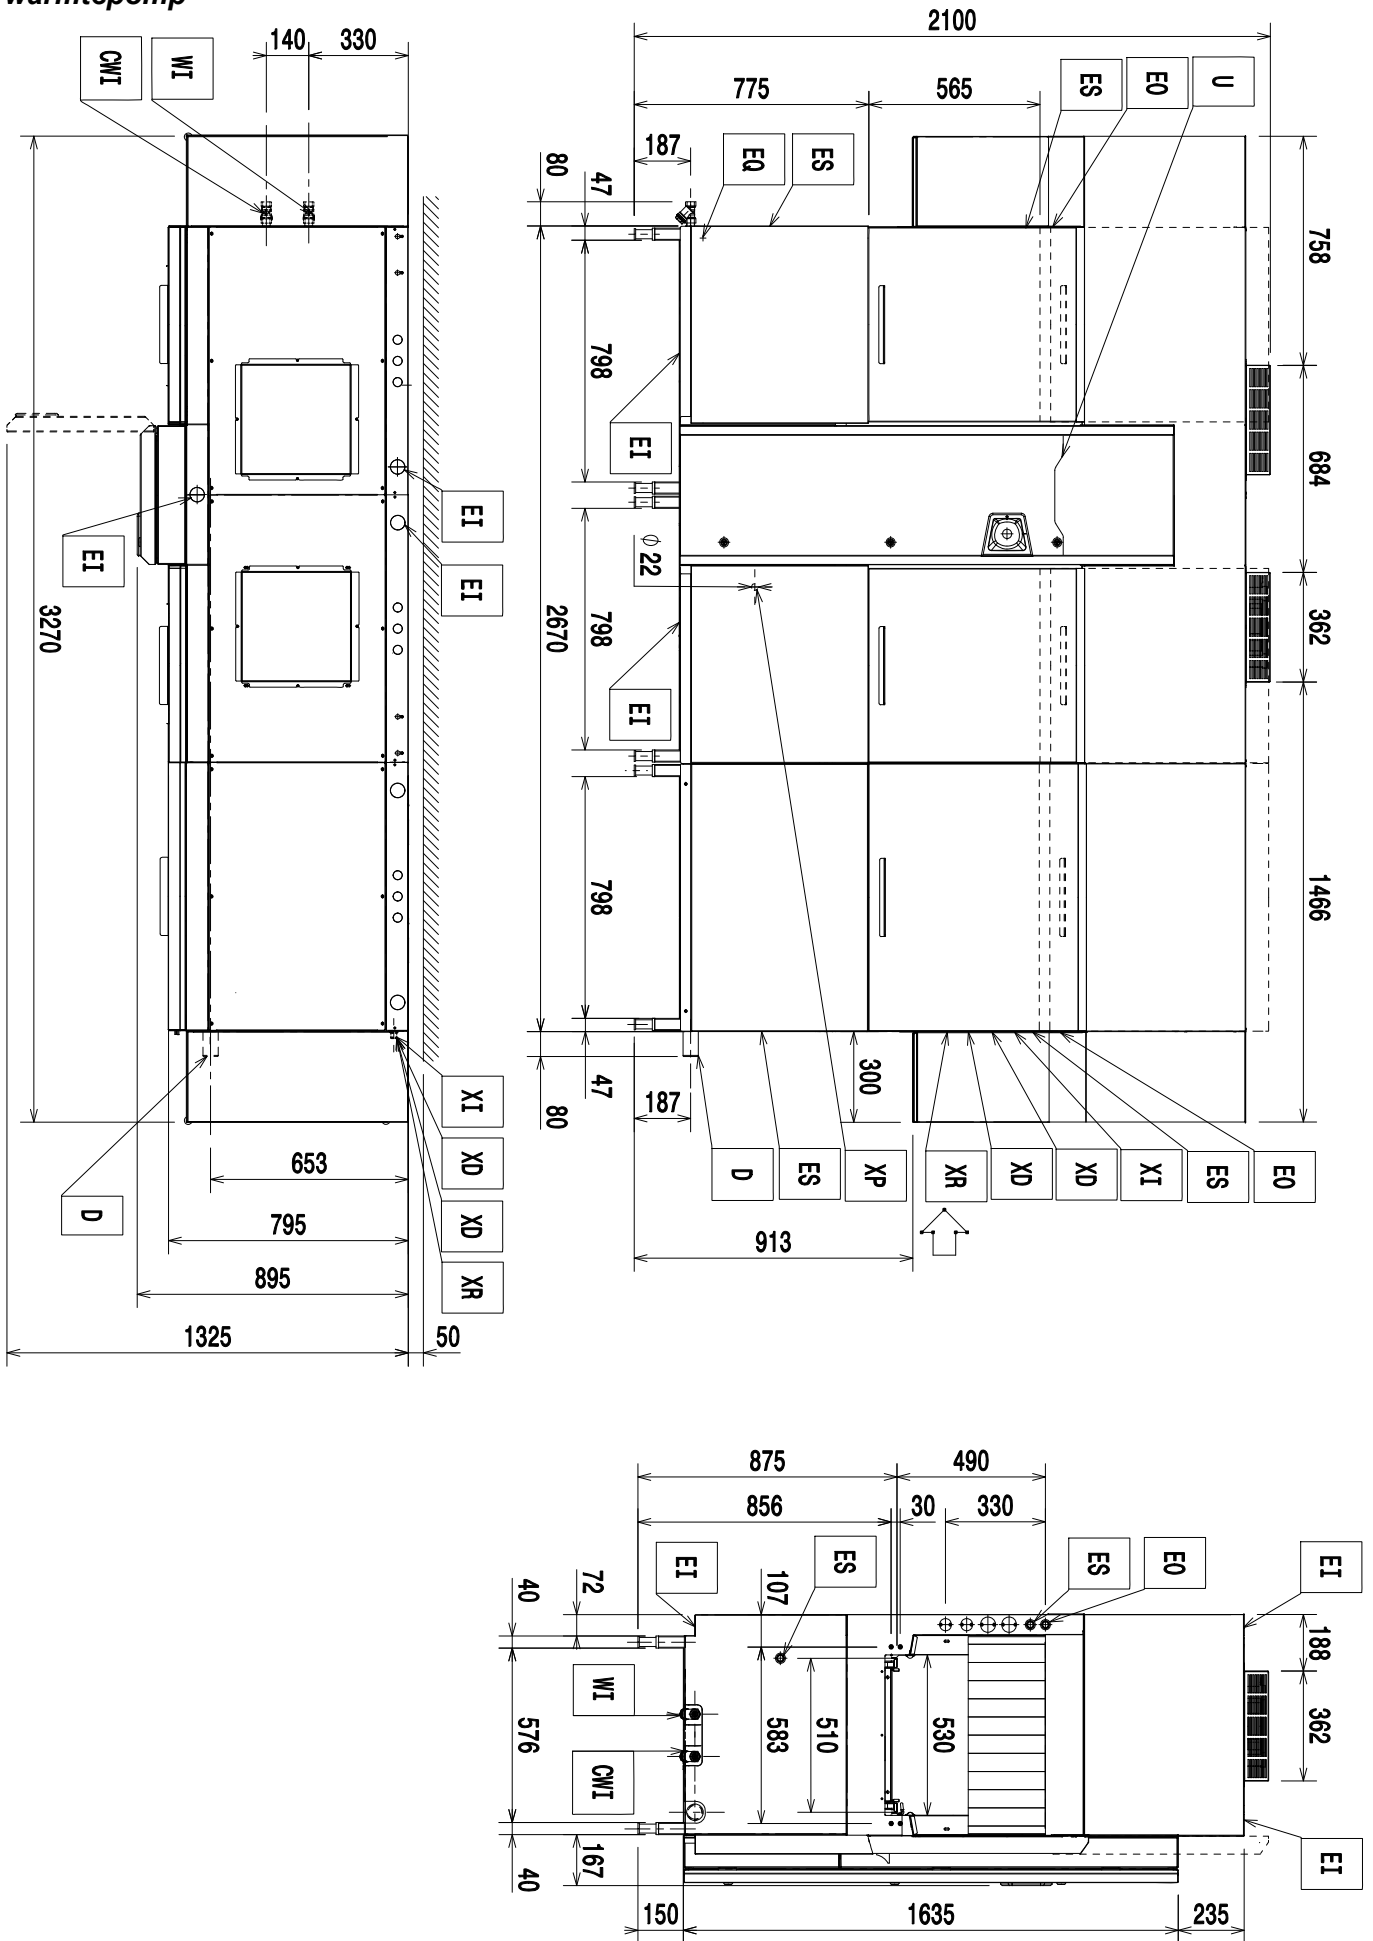 warmtepomp
2100
140
330
775
565
CWI
WI
ES
EO
U
187
EQ
ES
80
47
758
798
684
EI
EI
EI
EI
Ø 22
3270
2670
798
362
EI
1466
798
300
47
80
187
XI
XD
XD
XR
D
653
795
895
1325
50
D
ES
XP
XR
XD
XD
XI
ES
EO
913
875
490
856
30
330
EI
ES
ES
EO
EI
40
72
107
188
WI
CWI
576
583
510
530
362
40
167
EI
150
1635
235